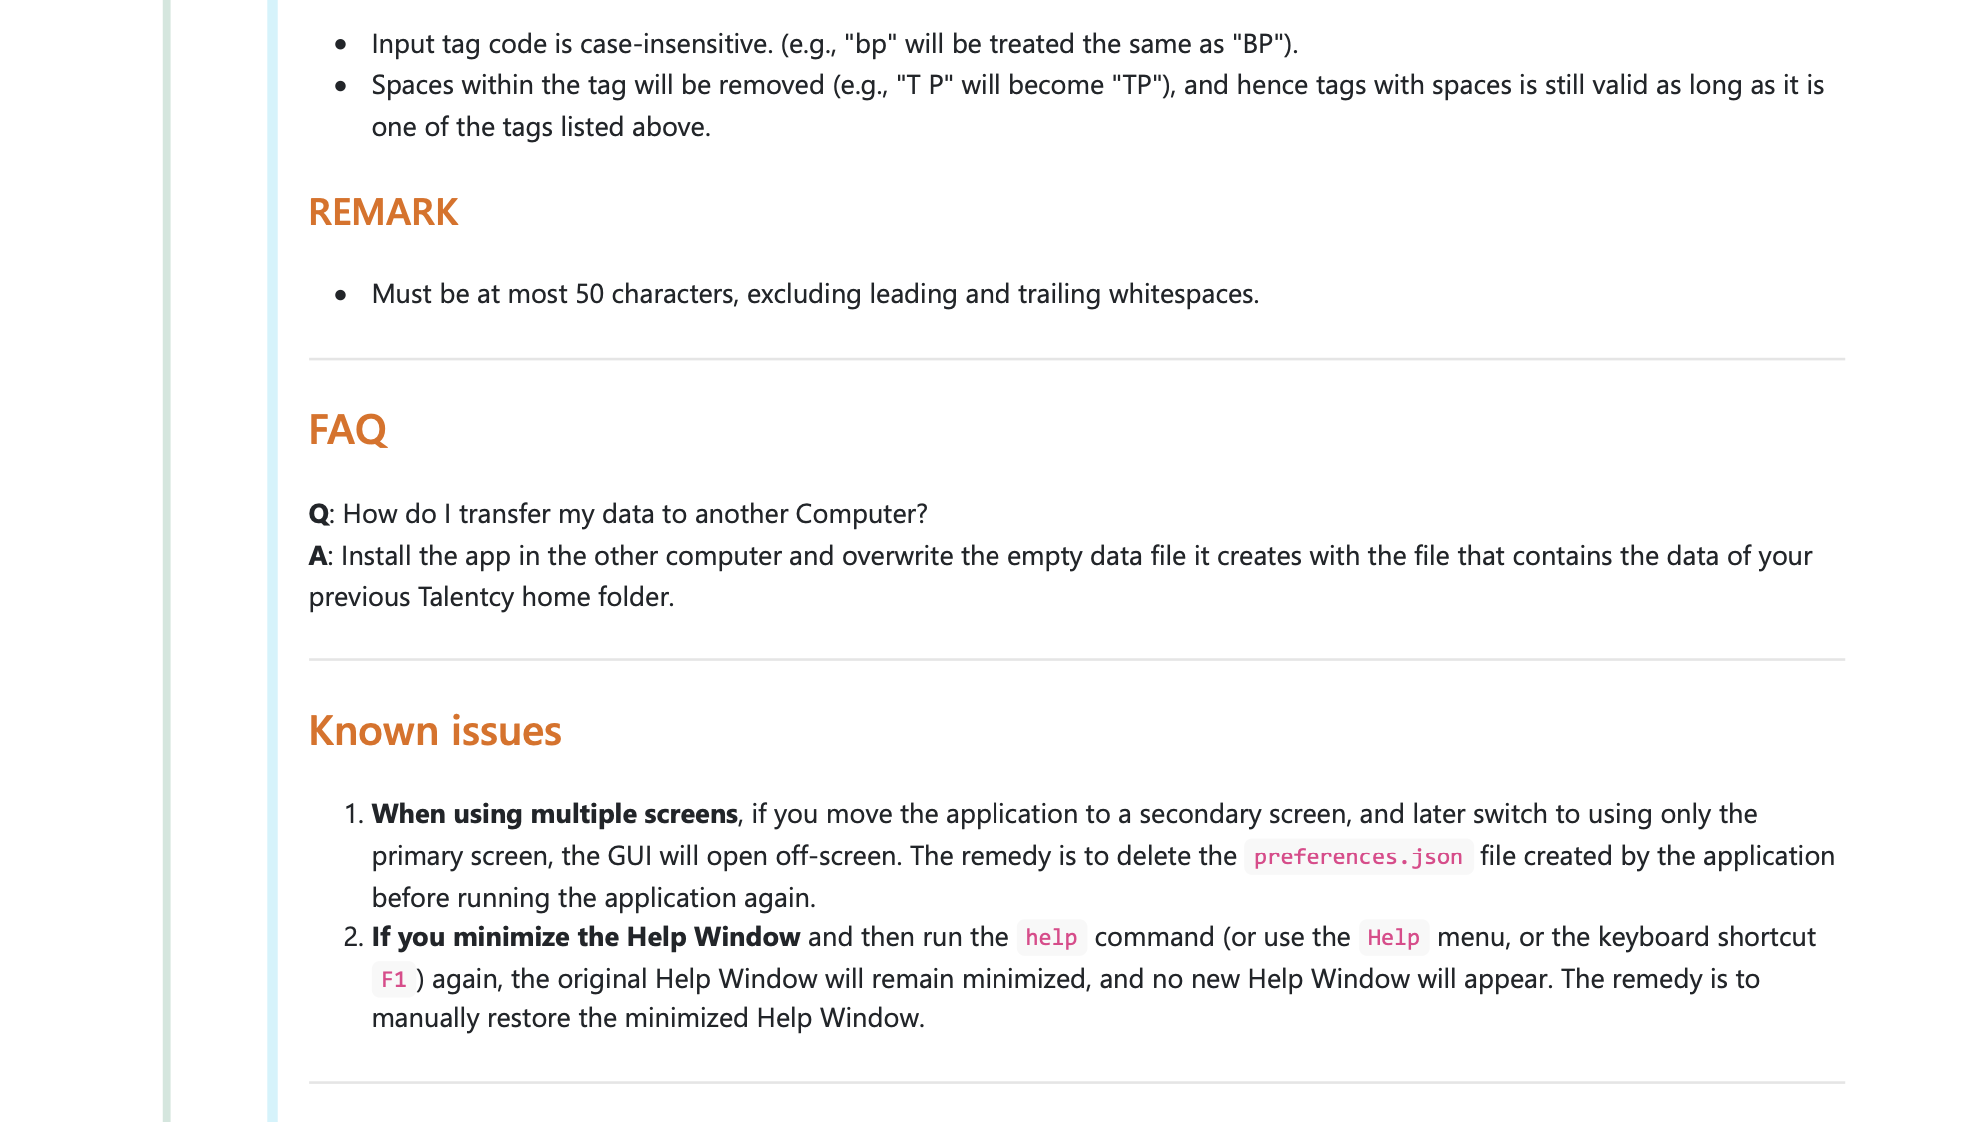 • Input tag code is case-insensitive. (e.g., "bp" will be treated the same as "BP").
• Spaces within the tag will be removed (e.g., "T P" will become "TP"), and hence tags with spaces is still valid as long as it is
one of the tags listed above.
REMARK
• Must be at most 50 characters, excluding leading and trailing whitespaces.
FAQ
Q: How do I transfer my data to another Computer?
A: Install the app in the other computer and overwrite the empty data file it creates with the file that contains the data of your
previous Talentcy home folder.
Known issues
1. When using multiple screens, if you move the application to a secondary screen, and later switch to using only the
primary screen, the GUI will open off-screen. The remedy is to delete the preferences.json file created by the application
before running the application again.
2. If you minimize the Help Window and then run the help command (or use the Help menu, or the keyboard shortcut
F1 ) again, the original Help Window will remain minimized, and no new Help Window will appear. The remedy is to
manually restore the minimized Help Window.